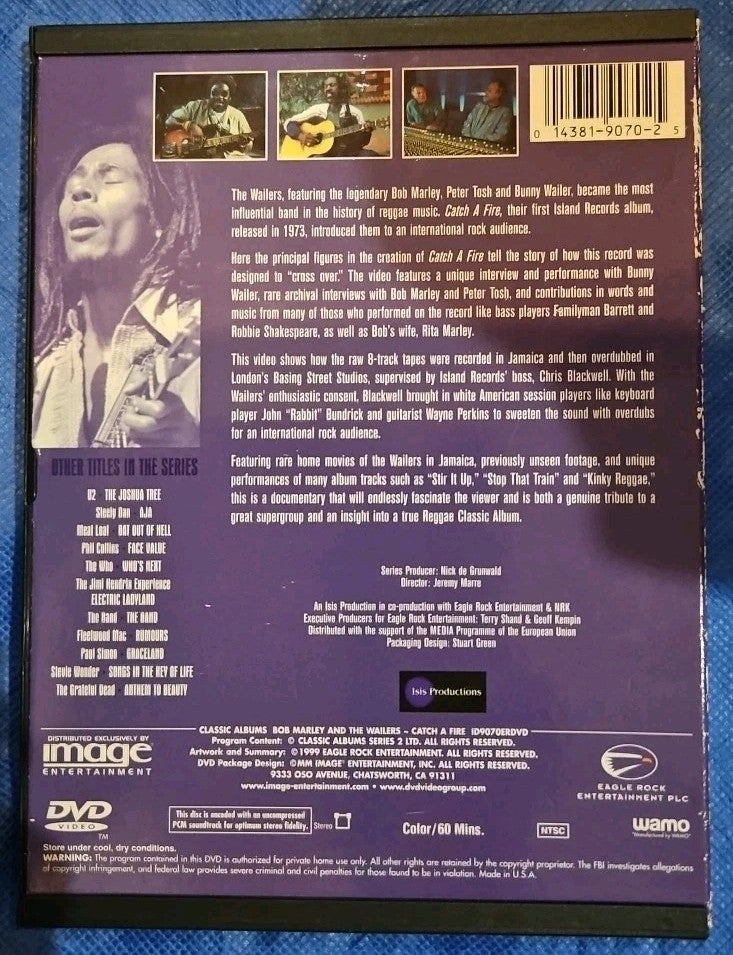 0 14381-9070-2 5
The Wailers, featuring the legendary Bob Marley, Peter Tosh and Bunny Wailer, became the most
influential band in the history of reggae music. Catch A Fire, their first Island Records album,
released in 1973, introduced them to an international rock audience.
Here the principal figures in the creation of Catch A Fire tell the story of how this record was
designed to "cross over." The video features a unique interview and performance with Bunny
Wailer, rare archival interviews with Bob Marley and Peter Tosh, and contributions in words and
music from many of those who performed on the record like bass players Familyman Barrett and
Robbie Shakespeare, as well as Bob's wife, Rita Marley.
This video shows how the raw 8-track tapes were recorded in Jamaica and then overdubbed in
London's Basing Street Studios, supervised by Island Records' boss, Chris Blackwell. With the
Wailers' enthusiastic consent, Blackwell brought in white American session players like keyboard
player John "Rabbit" Bundrick and guitarist Wayne Perkins to sweeten the sound with overdubs
for an international rock audience.
Featuring rare home movies of the Wailers in Jamaica, previously unseen footage, and unique
performances of many album tracks such as "Stir It Up," "Stop That Train" and "Kinky Reggae,"
this is a documentary that will endlessly fascinate the viewer and is both a genuine tribute to a
great supergroup and an insight into a true Reggae Classic Album.
OTHER TITLES IN THE SERIES
U2 - THE JOSHUA TREE
Steely Dan - AJA
Meat Loaf - BAT OUT OF HELL
Phil Collins - FACE VALUE
The Who - WHO'S NEXT
The Jimi Hendrix Experience
ELECTRIC LADYLAND
The Band - THE BAND
Fleetwood Mac - RUMOURS
Paul Simon - GRACELAND
Stevie Wonder - SONGS IN THE KEY OF LIFE
The Grateful Dead - ANTHEM TO BEAUTY
Series Producer: Nick de Grunwald
Director: Jeremy Marre
An Isis Production in co-production with Eagle Rock Entertainment & NRK
Executive Producers for Eagle Rock Entertainment: Terry Shand & Geoff Kempin
Distributed with the support of the MEDIA Programme of the European Union
Packaging Design: Stuart Green
Isis Productions
DISTRIBUTED EXCLUSIVELY BY
image
ENTERTAINMENT
CLASSIC ALBUMS BOB MARLEY AND THE WAILERS – CATCH A FIRE ID9070ERDVD
Program Content: © CLASSIC ALBUMS SERIES 2 LTD. ALL RIGHTS RESERVED.
Artwork and Summary: ©1999 EAGLE ROCK ENTERTAINMENT. ALL RIGHTS RESERVED.
DVD Package Design: ©MM IMAGE ENTERTAINMENT, INC. ALL RIGHTS RESERVED.
9333 OSO AVENUE, CHATSWORTH, CA 91311
www.image-entertainment.com • www.dvdvideogroup.com
EAGLE ROCK
ENTERTAINMENT PLC
DVD
VIDEO
TM
This disc is encoded with an uncompressed
PCM soundtrack for optimum stereo fidelity.
Stereo
Color/60 Mins.
NTSC
wamo
"Manufactured by WAMO"
Store under cool, dry conditions.
WARNING: The program contained in this DVD is authorized for private home use only. All other rights are retained by the copyright proprietor. The FBI investigates allegations
of copyright infringement, and federal law provides severe criminal and civil penalties for those found to be in violation. Made in U.S.A.